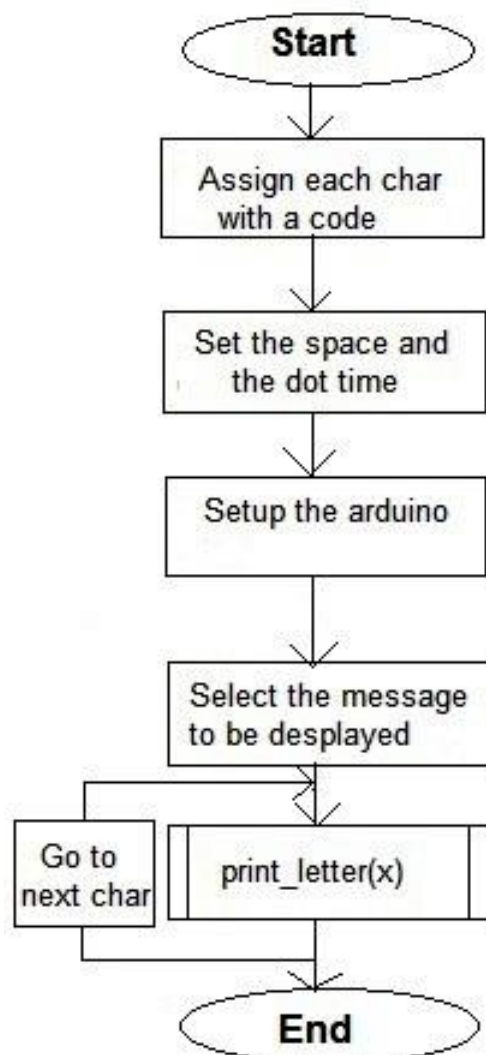 Start
Assign each char
with a code
Set the space and
the dot time
Setup the arduino
Select the message
to be desplayed
Go to
next char
print_letter(x)
End